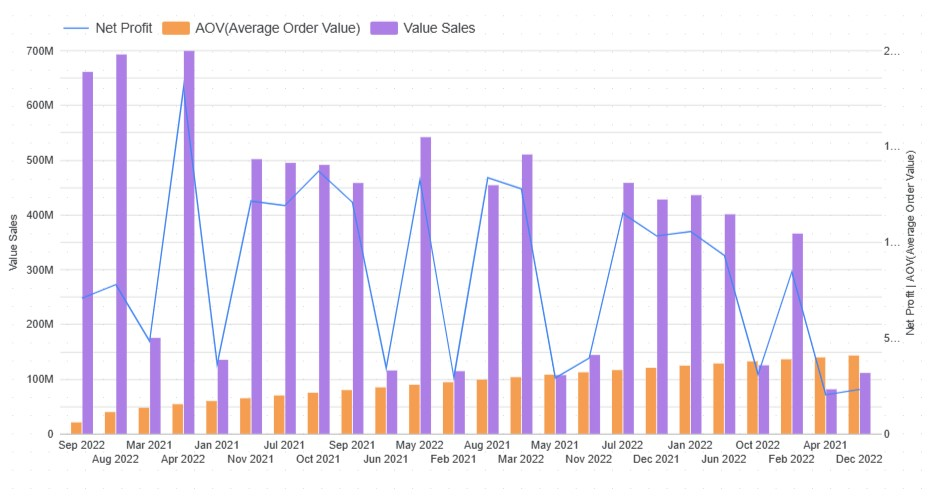 Net Profit AOV(Average Order Value) Value Sales
700M 2...
600M
500M 1...
400M
1...
300M
200M
5...
100M
0 0
Value Sales
Net Profit | AOV(Average Order Value)
Sep 2022 Mar 2021 Jan 2021 Jul 2021 Sep 2021 May 2022 Aug 2021 May 2021 Jul 2022 Jan 2022 Oct 2022 Apr 2021
Aug 2022 Apr 2022 Nov 2021 Oct 2021 Jun 2021 Feb 2021 Mar 2022 Nov 2022 Dec 2021 Jun 2022 Feb 2022 Dec 2022